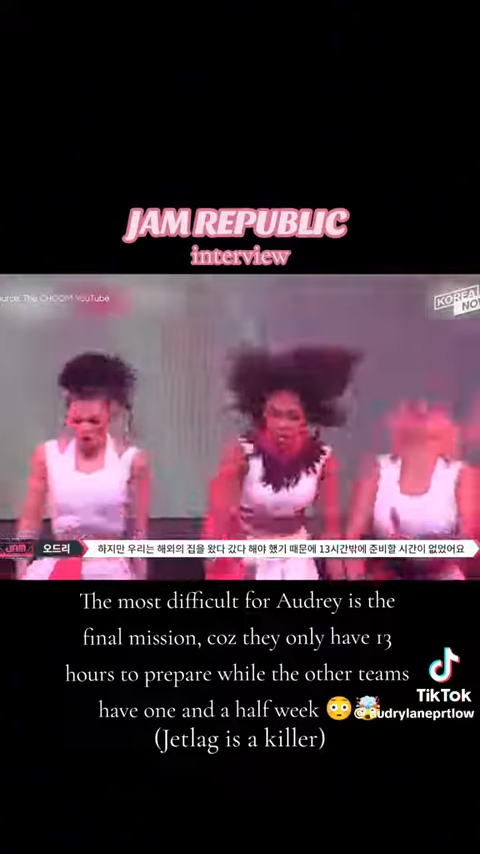 JAM REPUBLIC
interview
ource: The CHOOM YouTube
KOREA
NO
JAM
오드리
하지만 우리는 해외의 집을 왔다 갔다 해야 했기 때문에 13시간밖에 준비할 시간이 없었어요
The most difficult for Audrey is the
final mission, coz they only have 13
hours to prepare while the other teams
have one and a half week 😳🤯
(Jetlag is a killer)
TikTok
@audrylaneprtlow